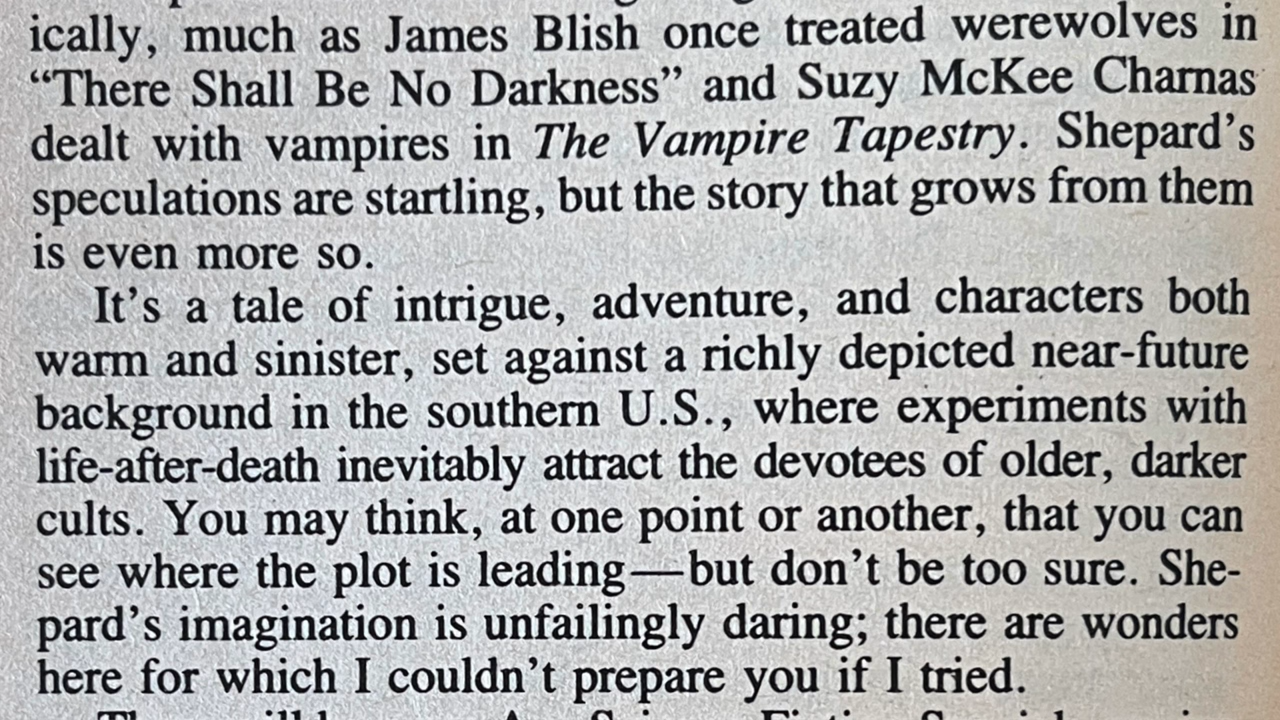 ically, much as James Blish once treated werewolves in
“There Shall Be No Darkness” and Suzy McKee Charnas
dealt with vampires in The Vampire Tapestry. Shepard’s
speculations are startling, but the story that grows from them
is even more so.
It’s a tale of intrigue, adventure, and characters both
warm and sinister, set against a richly depicted near-future
background in the southern U.S., where experiments with
life-after-death inevitably attract the devotees of older, darker
cults. You may think, at one point or another, that you can
see where the plot is leading—but don’t be too sure. She-
pard’s imagination is unfailingly daring; there are wonders
here for which I couldn’t prepare you if I tried.